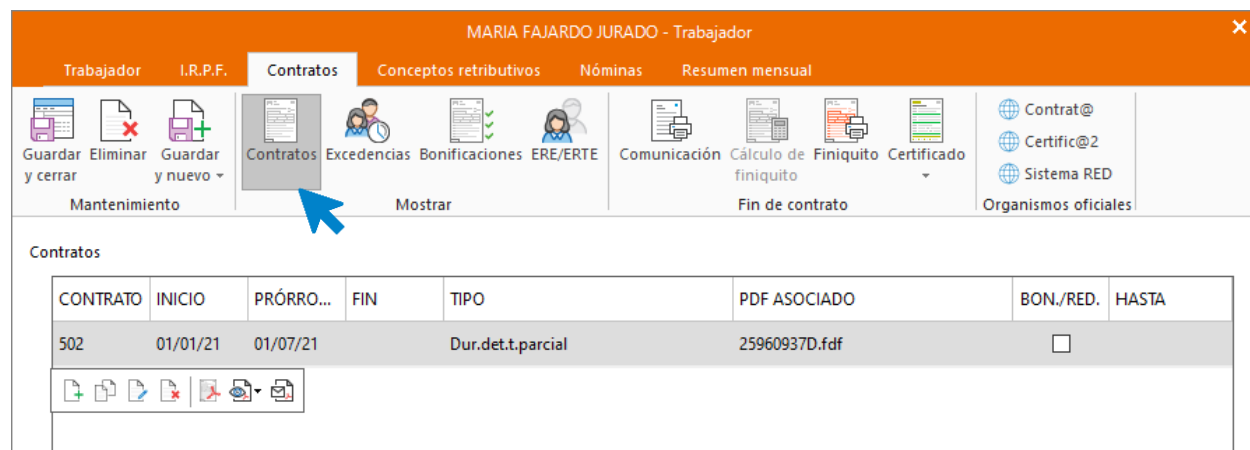 MARIA FAJARDO JURADO - Trabajador
Trabajador I.R.P.F. Contratos Conceptos retributivos Nóminas Resumen mensual
Guardar y cerrar
Eliminar
Guardar y nuevo
Mantenimiento
Contratos
Excedencias
Bonificaciones
ERE/ERTE
Mostrar
Comunicación
Cálculo de finiquito
Finiquito
Certificado
Fin de contrato
Contrat@
Certific@2
Sistema RED
Organismos oficiales
Contratos
CONTRATO INICIO PRÓRRO... FIN TIPO PDF ASOCIADO BON./RED. HASTA
502 01/01/21 01/07/21 Dur.det.t.parcial 25960937D.fdf